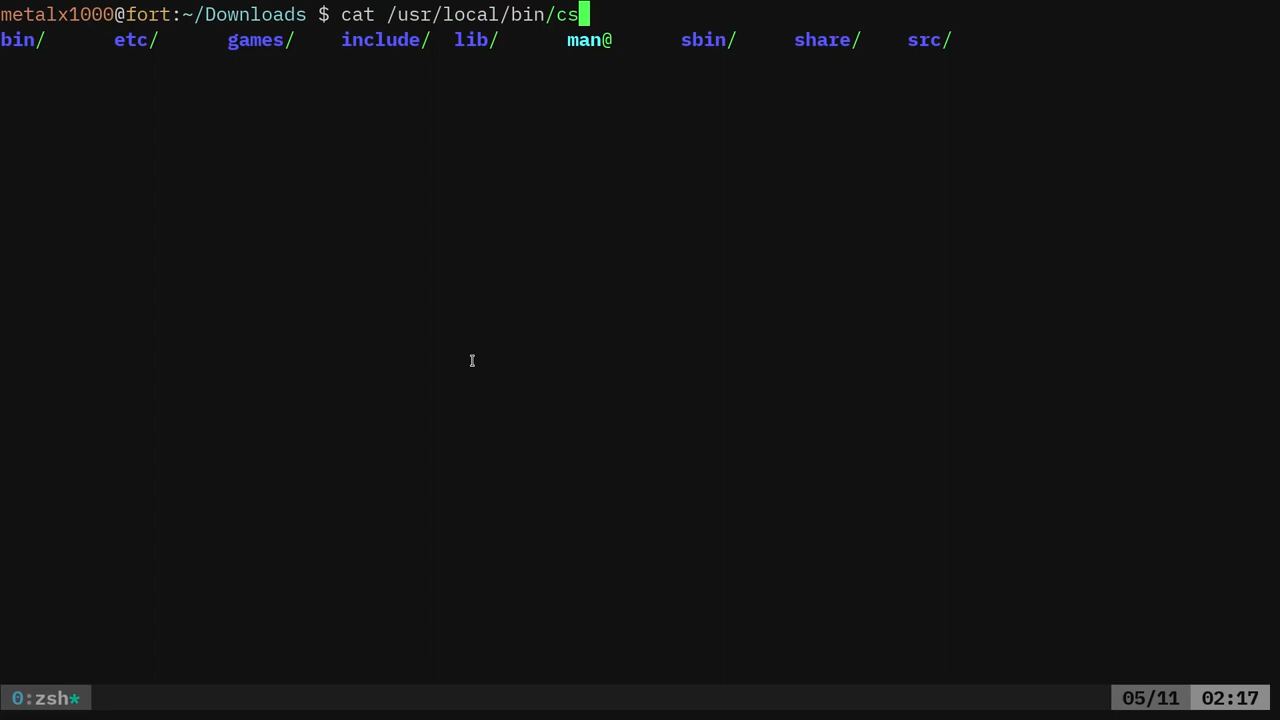 metalx1000@fort:~/Downloads $ cat /usr/local/bin/cs
bin/ etc/ games/ include/ lib/ man@ sbin/ share/ src/
0:zsh* 05/11 02:17